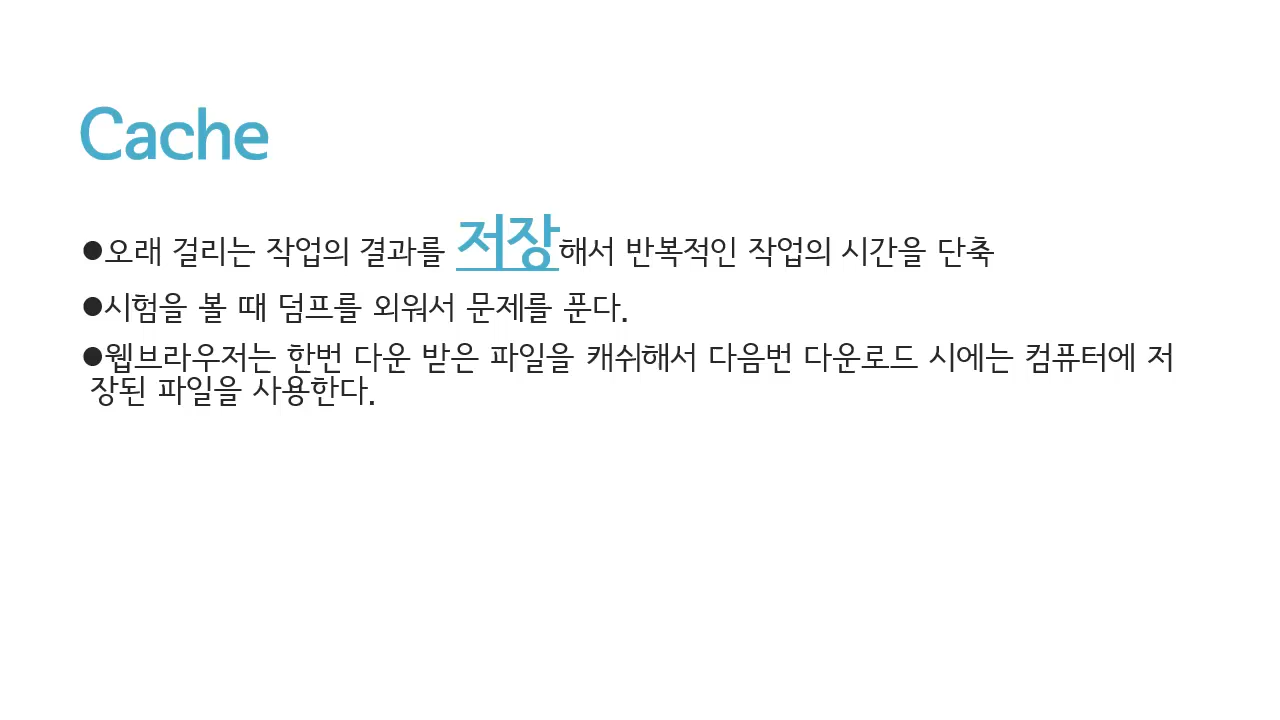 Cache
●오래 걸리는 작업의 결과를 저장해서 반복적인 작업의 시간을 단축
●시험을 볼 때 덤프를 외워서 문제를 푼다.
●웹브라우저는 한번 다운 받은 파일을 캐쉬해서 다음번 다운로드 시에는 컴퓨터에 저
장된 파일을 사용한다.